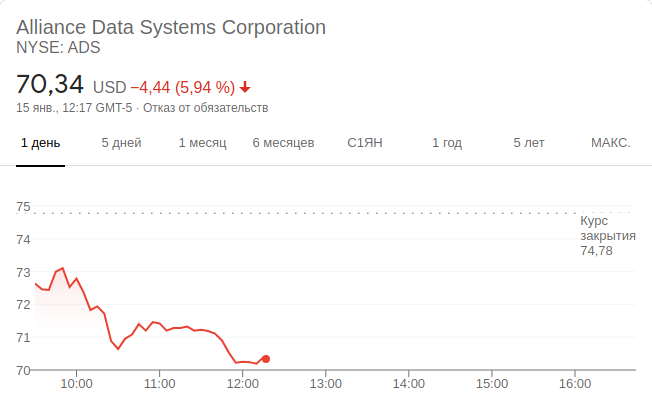 Alliance Data Systems Corporation
NYSE: ADS
70,34 USD −4,44 (5,94 %)
15 янв., 12:17 GMT-5 · Отказ от обязательств
1 день 5 дней 1 месяц 6 месяцев С1ЯН 1 год 5 лет МАКС.
75
Курс
закрытия
74,78
74
73
72
71
70
10:00 11:00 12:00 13:00 14:00 15:00 16:00